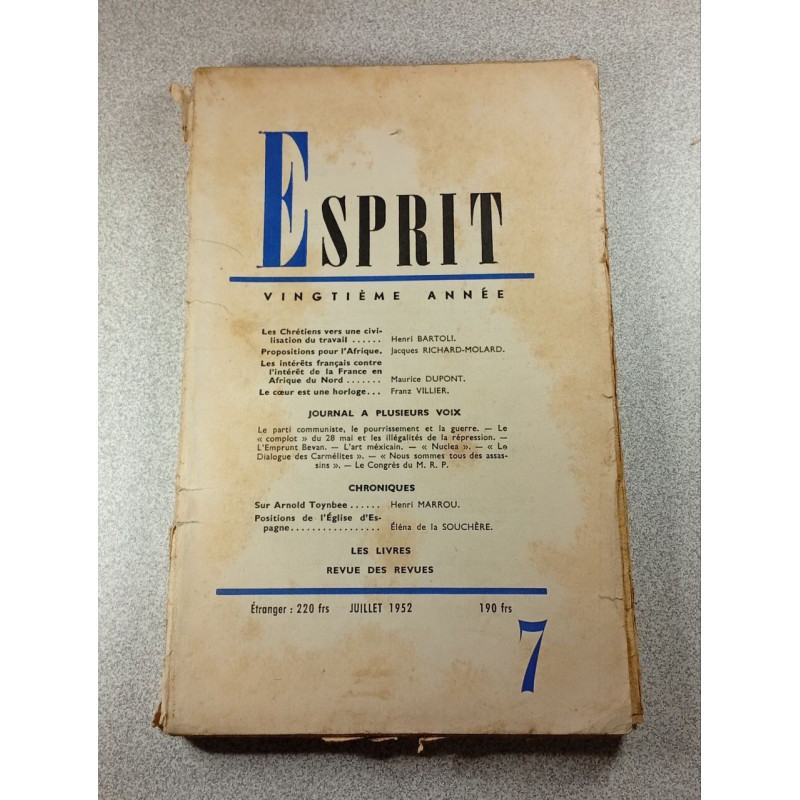 ESPRIT
VINGTIÈME ANNÉE
Les Chrétiens vers une civi-
lisation du travail ...... Henri BARTOLI.
Propositions pour l'Afrique. Jacques RICHARD-MOLARD.
Les intérêts français contre
l'intérêt de la France en
Afrique du Nord ....... Maurice DUPONT.
Le cœur est une horloge... Franz VILLIER.
JOURNAL A PLUSIEURS VOIX
Le parti communiste, le pourrissement et la guerre. — Le
« complot » du 28 mai et les illégalités de la répression. —
L'Emprunt Bevan. — L'art méxicain. — « Nuclea ». — « Le
Dialogue des Carmélites ». — « Nous sommes tous des assas-
sins ». — Le Congrès du M. R. P.
CHRONIQUES
Sur Arnold Toynbee ...... Henri MARROU.
Positions de l'Église d'Es-
pagne................. Éléna de la SOUCHÈRE.
LES LIVRES
REVUE DES REVUES
Étranger : 220 frs JUILLET 1952 190 frs
7